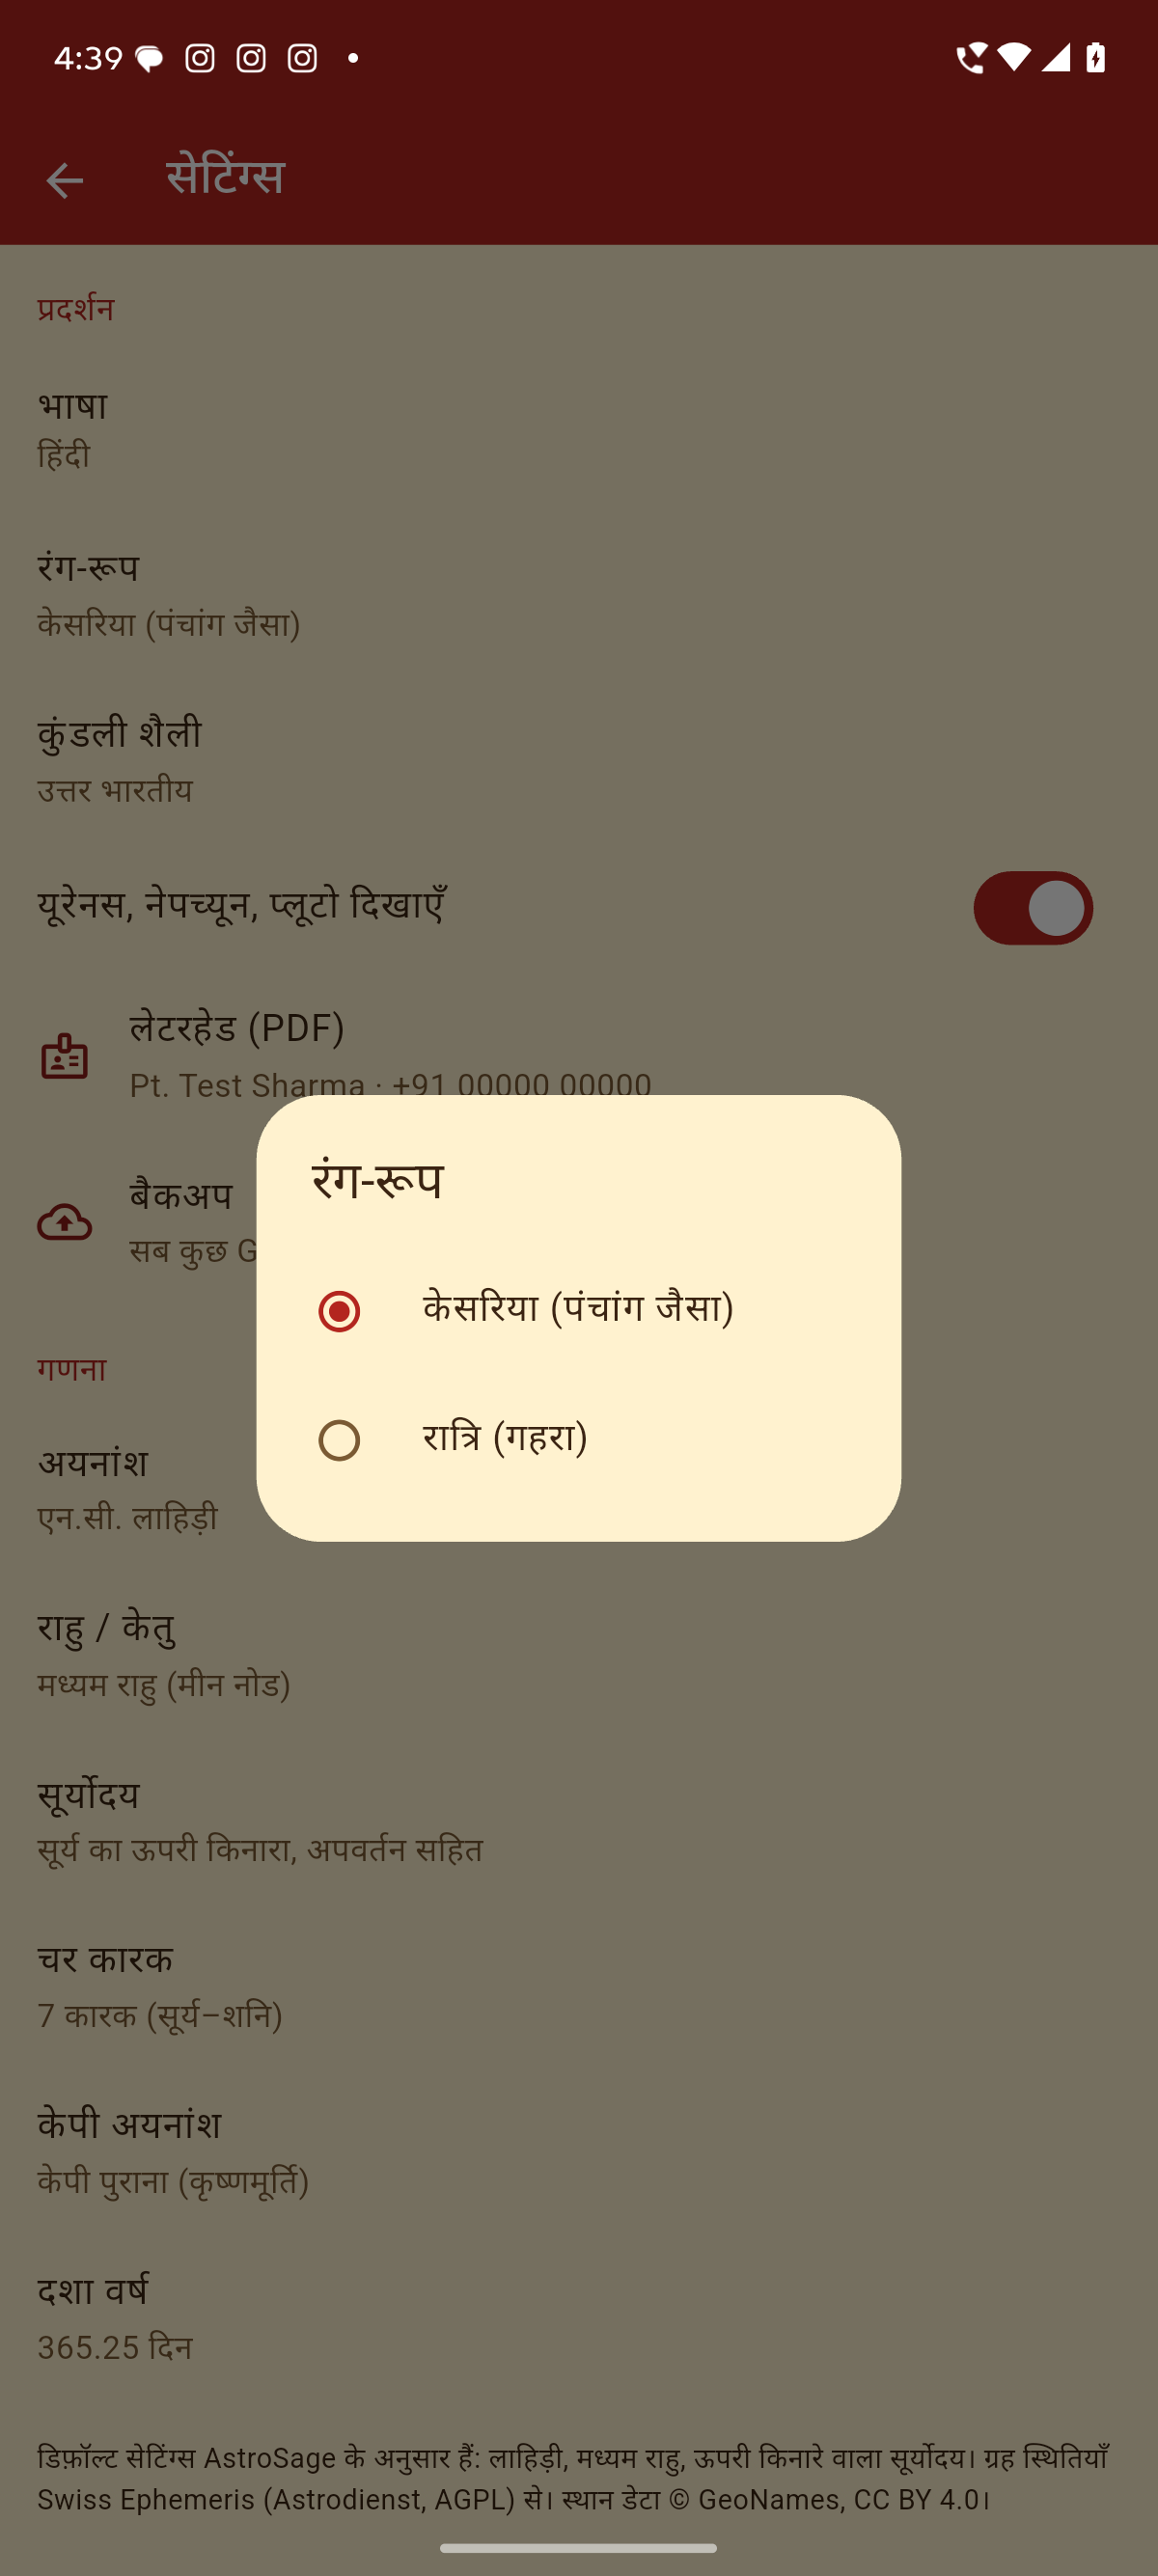 4:39
सेटिंग्स
प्रदर्शन
भाषा
हिंदी
रंग-रूप
केसरिया (पंचांग जैसा)
कुंडली शैली
उत्तर भारतीय
यूरेनस, नेपच्यून, प्लूटो दिखाएँ
लेटरहेड (PDF)
Pt. Test Sharma · +91 00000 00000
बैकअप
सब कुछ G
रंग-रूप
केसरिया (पंचांग जैसा)
रात्रि (गहरा)
गणना
अयनांश
एन.सी. लाहिड़ी
राहु / केतु
मध्यम राहु (मीन नोड)
सूर्योदय
सूर्य का ऊपरी किनारा, अपवर्तन सहित
चर कारक
7 कारक (सूर्य–शनि)
केपी अयनांश
केपी पुराना (कृष्णमूर्ति)
दशा वर्ष
365.25 दिन
डिफ़ॉल्ट सेटिंग्स AstroSage के अनुसार हैं: लाहिड़ी, मध्यम राहु, ऊपरी किनारे वाला सूर्योदय। ग्रह स्थितियाँ
Swiss Ephemeris (Astrodienst, AGPL) से। स्थान डेटा © GeoNames, CC BY 4.0।